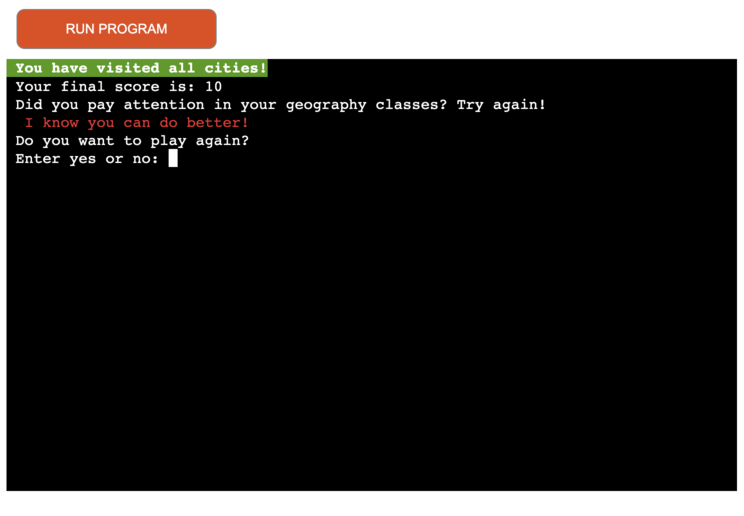 RUN PROGRAM
You have visited all cities!
Your final score is: 10
Did you pay attention in your geography classes? Try again!
I know you can do better!
Do you want to play again?
Enter yes or no: